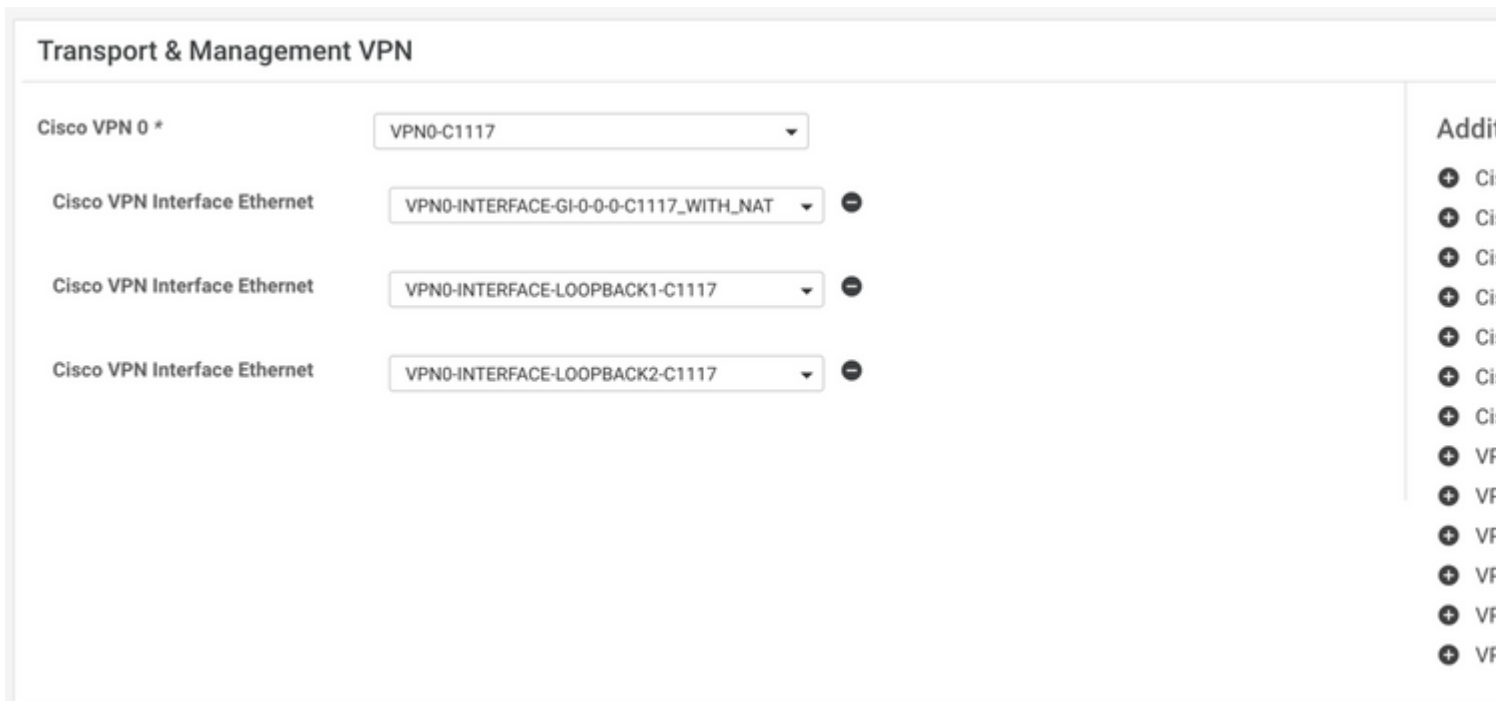 Transport & Management VPN
Cisco VPN 0 *
VPN0-C1117
Cisco VPN Interface Ethernet
VPN0-INTERFACE-GI-0-0-0-C1117_WITH_NAT
Cisco VPN Interface Ethernet
VPN0-INTERFACE-LOOPBACK1-C1117
Cisco VPN Interface Ethernet
VPN0-INTERFACE-LOOPBACK2-C1117